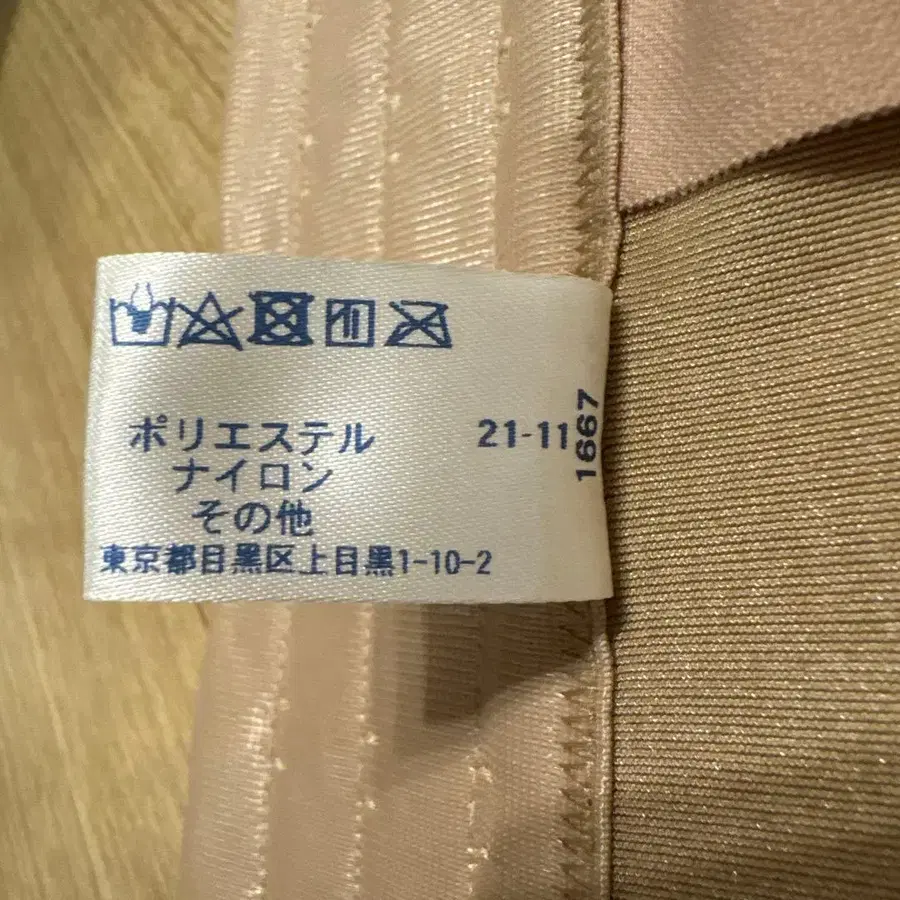 ポリエステル
ナイロン
その他
東京都目黒区上目黒1-10-2
21-11
1667